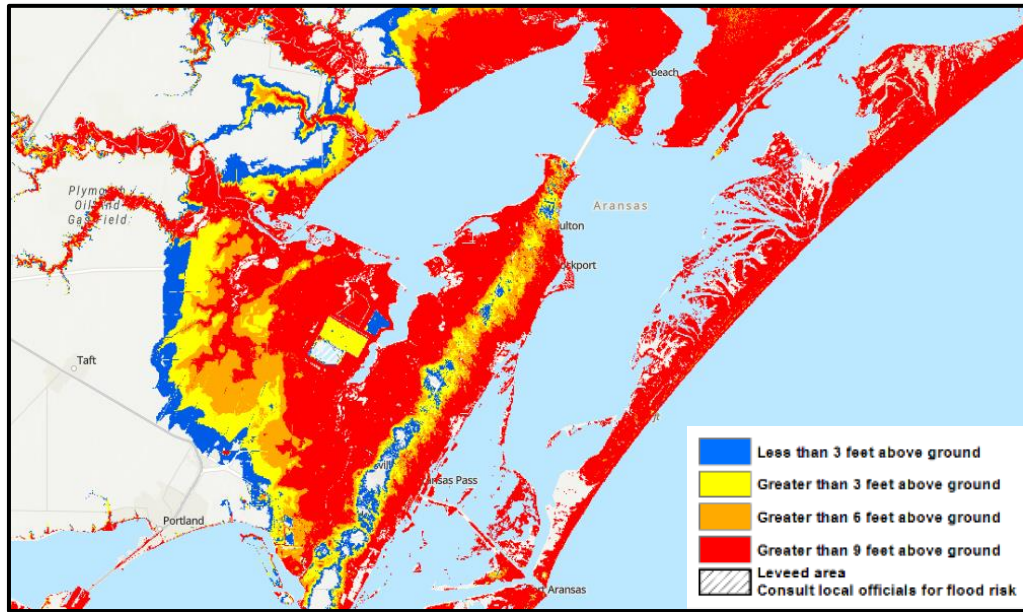 Beach
Plymouth
Oil and
Gas Field
Aransas
ulton
ockport
Taft
Portland
ansas Pass
Aransas
Less than 3 feet above ground
Greater than 3 feet above ground
Greater than 6 feet above ground
Greater than 9 feet above ground
Leveed area
Consult local officials for flood risk